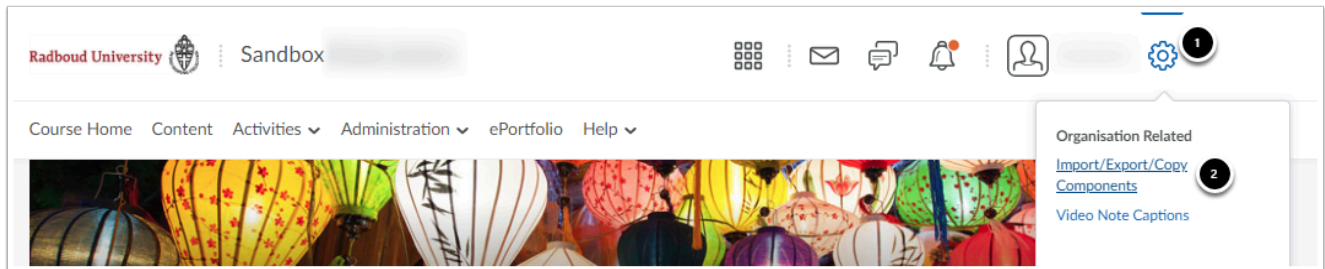 Radboud University
Sandbox
1
Course Home Content Activities Administration ePortfolio Help
Organisation Related
Import/Export/Copy
Components
2
Video Note Captions